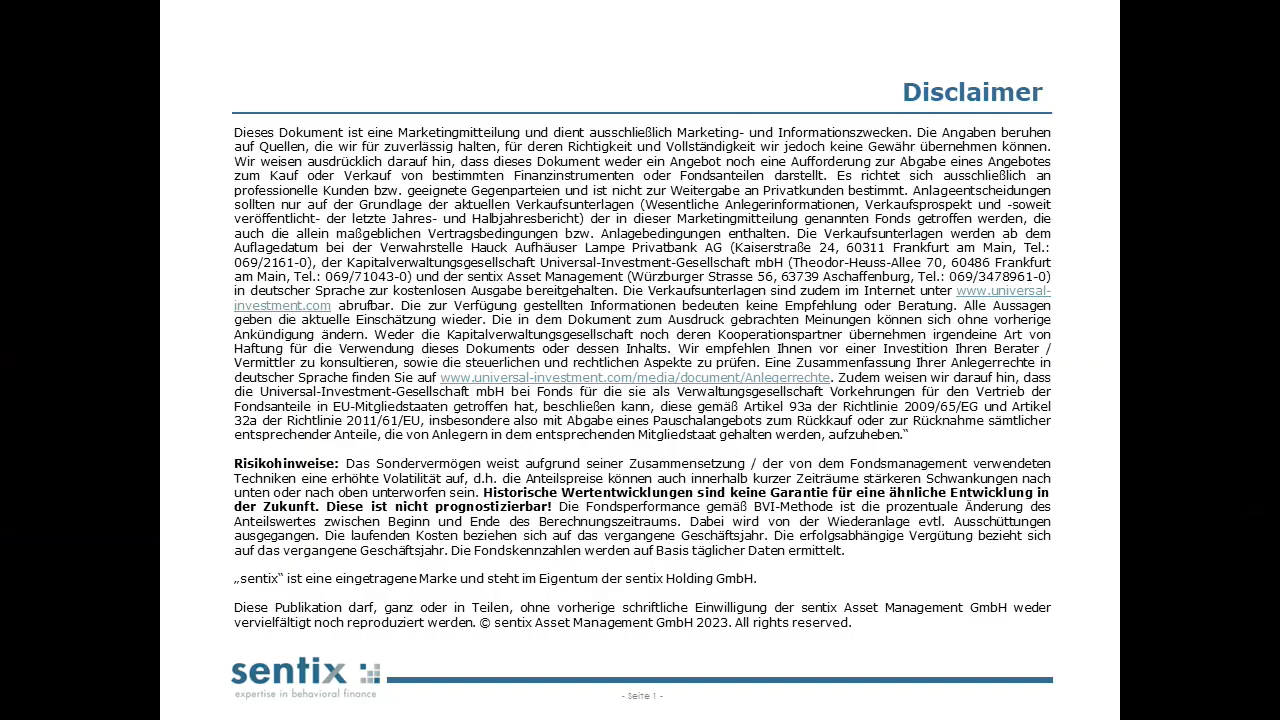 Disclaimer
Dieses Dokument ist eine Marketingmitteilung und dient ausschließlich Marketing- und Informationszwecken. Die Angaben beruhen
auf Quellen, die wir für zuverlässig halten, für deren Richtigkeit und Vollständigkeit wir jedoch keine Gewähr übernehmen können.
Wir weisen ausdrücklich darauf hin, dass dieses Dokument weder ein Angebot noch eine Aufforderung zur Abgabe eines Angebotes
zum Kauf oder Verkauf von bestimmten Finanzinstrumenten oder Fondsanteilen darstellt. Es richtet sich ausschließlich an
professionelle Kunden bzw. geeignete Gegenparteien und ist nicht zur Weitergabe an Privatkunden bestimmt. Anlageentscheidungen
sollten nur auf der Grundlage der aktuellen Verkaufsunterlagen (Wesentliche Anlegerinformationen, Verkaufsprospekt und -soweit
veröffentlicht- der letzte Jahres- und Halbjahresbericht) der in dieser Marketingmitteilung genannten Fonds getroffen werden, die
auch die allein maßgeblichen Vertragsbedingungen bzw. Anlagebedingungen enthalten. Die Verkaufsunterlagen werden ab dem
Auflagedatum bei der Verwahrstelle Hauck Aufhäuser Lampe Privatbank AG (Kaiserstraße 24, 60311 Frankfurt am Main, Tel.:
069/2161-0), der Kapitalverwaltungsgesellschaft Universal-Investment-Gesellschaft mbH (Theodor-Heuss-Allee 70, 60486 Frankfurt
am Main, Tel.: 069/71043-0) und der sentix Asset Management (Würzburger Strasse 56, 63739 Aschaffenburg, Tel.: 069/3478961-0)
in deutscher Sprache zur kostenlosen Ausgabe bereitgehalten. Die Verkaufsunterlagen sind zudem im Internet unter www.universal-
investment.com abrufbar. Die zur Verfügung gestellten Informationen bedeuten keine Empfehlung oder Beratung. Alle Aussagen
geben die aktuelle Einschätzung wieder. Die in dem Dokument zum Ausdruck gebrachten Meinungen können sich ohne vorherige
Ankündigung ändern. Weder die Kapitalverwaltungsgesellschaft noch deren Kooperationspartner übernehmen irgendeine Art von
Haftung für die Verwendung dieses Dokuments oder dessen Inhalts. Wir empfehlen Ihnen vor einer Investition Ihren Berater /
Vermittler zu konsultieren, sowie die steuerlichen und rechtlichen Aspekte zu prüfen. Eine Zusammenfassung Ihrer Anlegerrechte in
deutscher Sprache finden Sie auf www.universal-investment.com/media/document/Anlegerrechte. Zudem weisen wir darauf hin, dass
die Universal-Investment-Gesellschaft mbH bei Fonds für die sie als Verwaltungsgesellschaft Vorkehrungen für den Vertrieb der
Fondsanteile in EU-Mitgliedstaaten getroffen hat, beschließen kann, diese gemäß Artikel 93a der Richtlinie 2009/65/EG und Artikel
32a der Richtlinie 2011/61/EU, insbesondere also mit Abgabe eines Pauschalangebots zum Rückkauf oder zur Rücknahme sämtlicher
entsprechender Anteile, die von Anlegern in dem entsprechenden Mitgliedstaat gehalten werden, aufzuheben.“
Risikohinweise: Das Sondervermögen weist aufgrund seiner Zusammensetzung / der von dem Fondsmanagement verwendeten
Techniken eine erhöhte Volatilität auf, d.h. die Anteilspreise können auch innerhalb kurzer Zeiträume stärkeren Schwankungen nach
unten oder nach oben unterworfen sein. Historische Wertentwicklungen sind keine Garantie für eine ähnliche Entwicklung in
der Zukunft. Diese ist nicht prognostizierbar! Die Fondsperformance gemäß BVI-Methode ist die prozentuale Änderung des
Anteilswertes zwischen Beginn und Ende des Berechnungszeitraums. Dabei wird von der Wiederanlage evtl. Ausschüttungen
ausgegangen. Die laufenden Kosten beziehen sich auf das vergangene Geschäftsjahr. Die erfolgsabhängige Vergütung bezieht sich
auf das vergangene Geschäftsjahr. Die Fondskennzahlen werden auf Basis täglicher Daten ermittelt.
„sentix“ ist eine eingetragene Marke und steht im Eigentum der sentix Holding GmbH.
Diese Publikation darf, ganz oder in Teilen, ohne vorherige schriftliche Einwilligung der sentix Asset Management GmbH weder
vervielfältigt noch reproduziert werden. © sentix Asset Management GmbH 2023. All rights reserved.
sentix
expertise in behavioral finance
- Seite 1 -